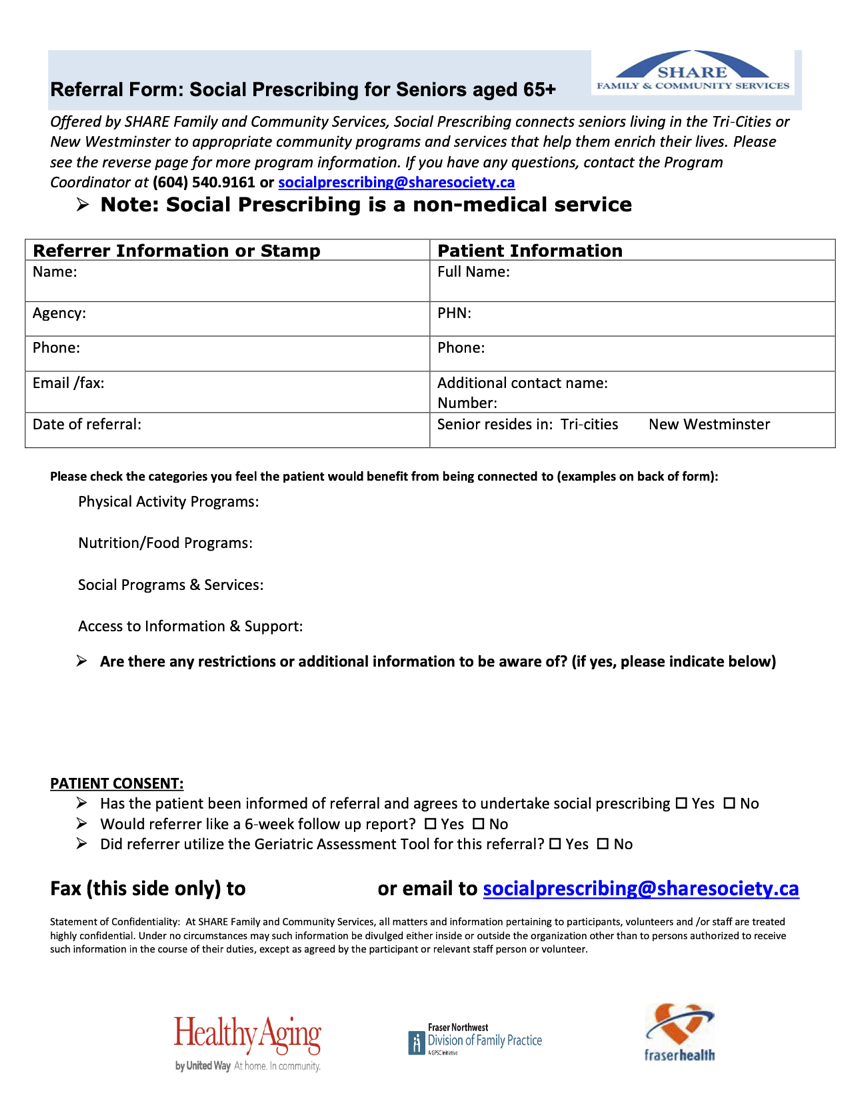 SHARE
FAMILY & COMMUNITY SERVICES
Referral Form: Social Prescribing for Seniors aged 65+
Offered by SHARE Family and Community Services, Social Prescribing connects seniors living in the Tri-Cities or
New Westminster to appropriate community programs and services that help them enrich their lives. Please
see the reverse page for more program information. If you have any questions, contact the Program
Coordinator at (604) 540.9161 or socialprescribing@sharesociety.ca
➢ Note: Social Prescribing is a non-medical service
Referrer Information or Stamp
Patient Information
Name:
Full Name:
Agency:
PHN:
Phone:
Phone:
Email /fax:
Additional contact name:
Number:
Date of referral:
Senior resides in: Tri-cities New Westminster
Please check the categories you feel the patient would benefit from being connected to (examples on back of form):
Physical Activity Programs:
Nutrition/Food Programs:
Social Programs & Services:
Access to Information & Support:
➢ Are there any restrictions or additional information to be aware of? (if yes, please indicate below)
PATIENT CONSENT:
➢ Has the patient been informed of referral and agrees to undertake social prescribing ☐ Yes ☐ No
➢ Would referrer like a 6-week follow up report? ☐ Yes ☐ No
➢ Did referrer utilize the Geriatric Assessment Tool for this referral? ☐ Yes ☐ No
Fax (this side only) to or email to socialprescribing@sharesociety.ca
Statement of Confidentiality: At SHARE Family and Community Services, all matters and information pertaining to participants, volunteers and /or staff are treated
highly confidential. Under no circumstances may such information be divulged either inside or outside the organization other than to persons authorized to receive
such information in the course of their duties, except as agreed by the participant or relevant staff person or volunteer.
Healthy Aging
by United Way At home. In community.
Fraser Northwest
Division of Family Practice
A GPSC initiative
fraserhealth